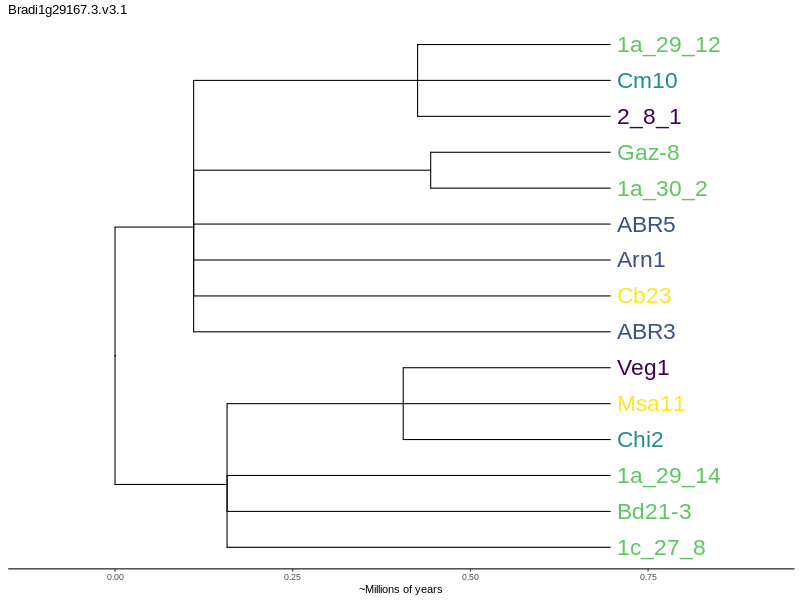 Bradi1g29167.3.v3.1
1a_29_12
Cm10
2_8_1
Gaz-8
1a_30_2
ABR5
Arn1
Cb23
ABR3
Veg1
Msa11
Chi2
1a_29_14
Bd21-3
1c_27_8
0.00 0.25 0.50 0.75
~Millions of years